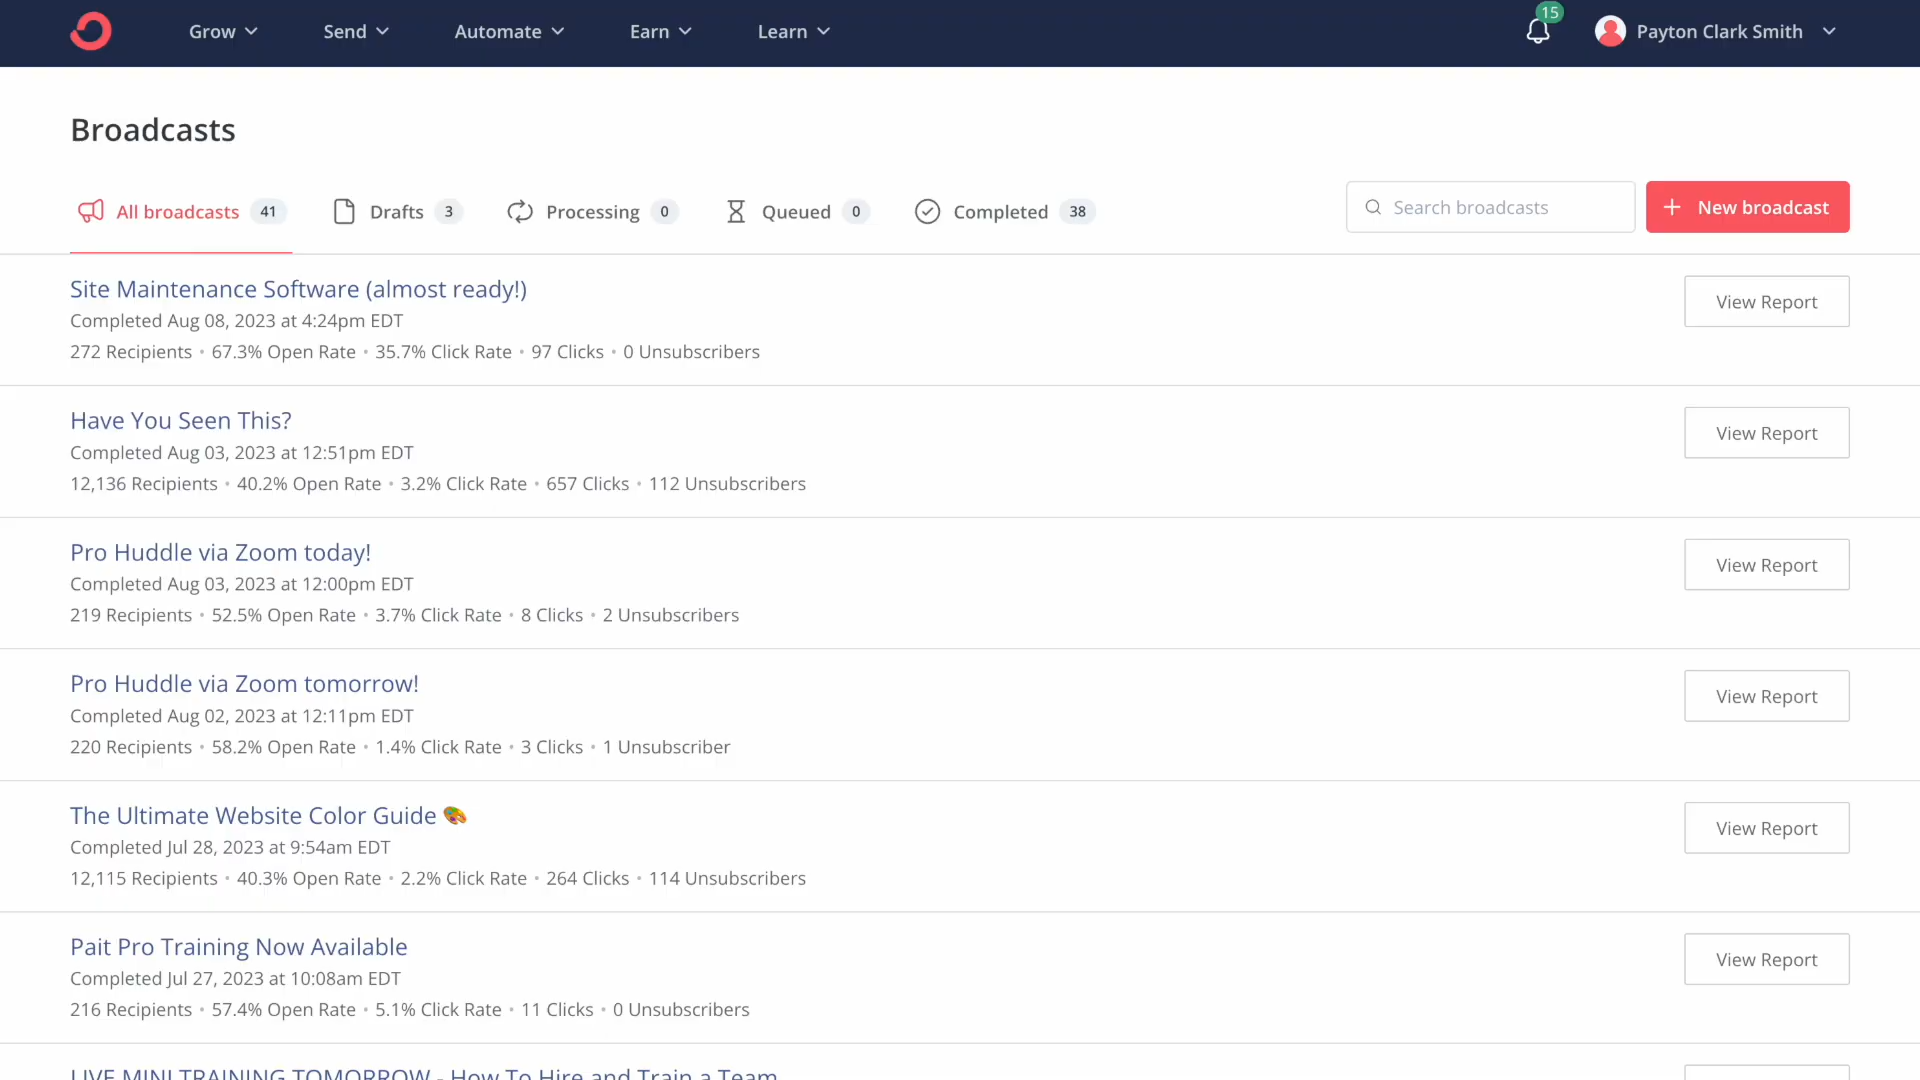 Grow Send Automate Earn Learn 15 Payton Clark Smith
Broadcasts
All broadcasts 41 Drafts 3 Processing 0 Queued 0 Completed 38 Search broadcasts New broadcast
Site Maintenance Software (almost ready!)
View Report
Completed Aug 08, 2023 at 4:24pm EDT
272 Recipients • 67.3% Open Rate • 35.7% Click Rate • 97 Clicks • 0 Unsubscribers
Have You Seen This?
View Report
Completed Aug 03, 2023 at 12:51pm EDT
12,136 Recipients • 40.2% Open Rate • 3.2% Click Rate • 657 Clicks • 112 Unsubscribers
Pro Huddle via Zoom today!
View Report
Completed Aug 03, 2023 at 12:00pm EDT
219 Recipients • 52.5% Open Rate • 3.7% Click Rate • 8 Clicks • 2 Unsubscribers
Pro Huddle via Zoom tomorrow!
View Report
Completed Aug 02, 2023 at 12:11pm EDT
220 Recipients • 58.2% Open Rate • 1.4% Click Rate • 3 Clicks • 1 Unsubscriber
The Ultimate Website Color Guide 🎨
View Report
Completed Jul 28, 2023 at 9:54am EDT
12,115 Recipients • 40.3% Open Rate • 2.2% Click Rate • 264 Clicks • 114 Unsubscribers
Pait Pro Training Now Available
View Report
Completed Jul 27, 2023 at 10:08am EDT
216 Recipients • 57.4% Open Rate • 5.1% Click Rate • 11 Clicks • 0 Unsubscribers
LIVE MINI TRAINING TOMORROW - How To Hire and Train a Team